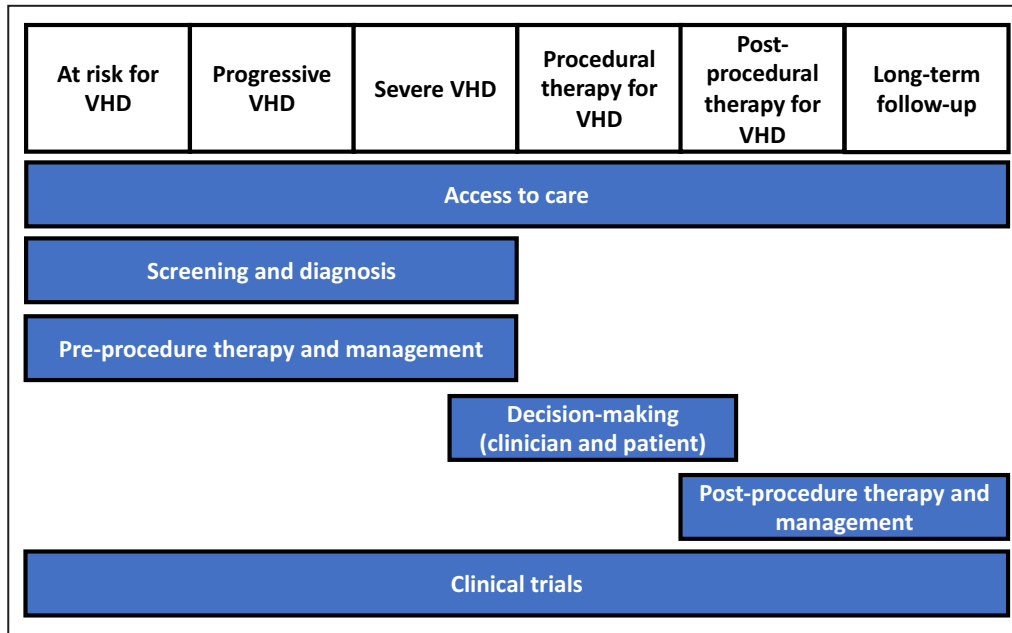 At risk for
VHD
Progressive
VHD
Severe VHD
Procedural
therapy for
VHD
Post-
procedural
therapy for
VHD
Long-term
follow-up
Access to care
Screening and diagnosis
Pre-procedure therapy and management
Decision-making
(clinician and patient)
Post-procedure therapy and
management
Clinical trials